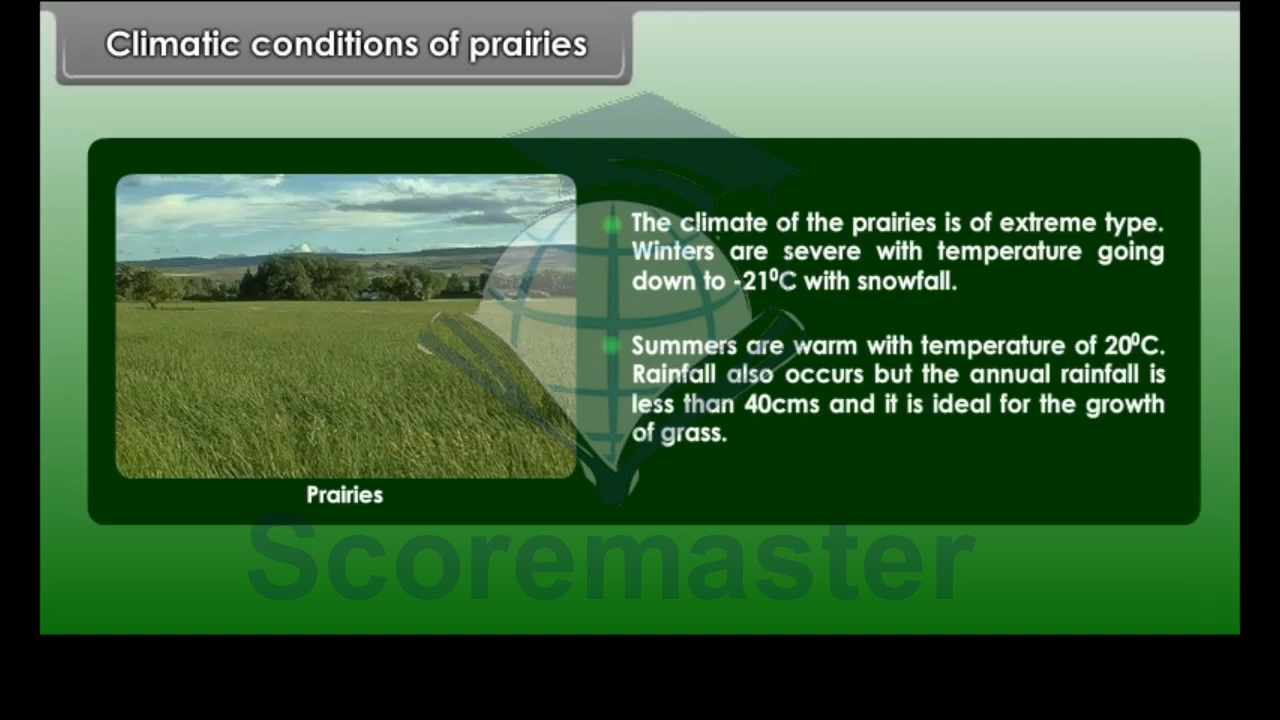 Climatic conditions of prairies
The climate of the prairies is of extreme type.
Winters are severe with temperature going
down to -21⁰C with snowfall.
Summers are warm with temperature of 20⁰C.
Rainfall also occurs but the annual rainfall is
less than 40cms and it is ideal for the growth
of grass.
Prairies
Scoremaster